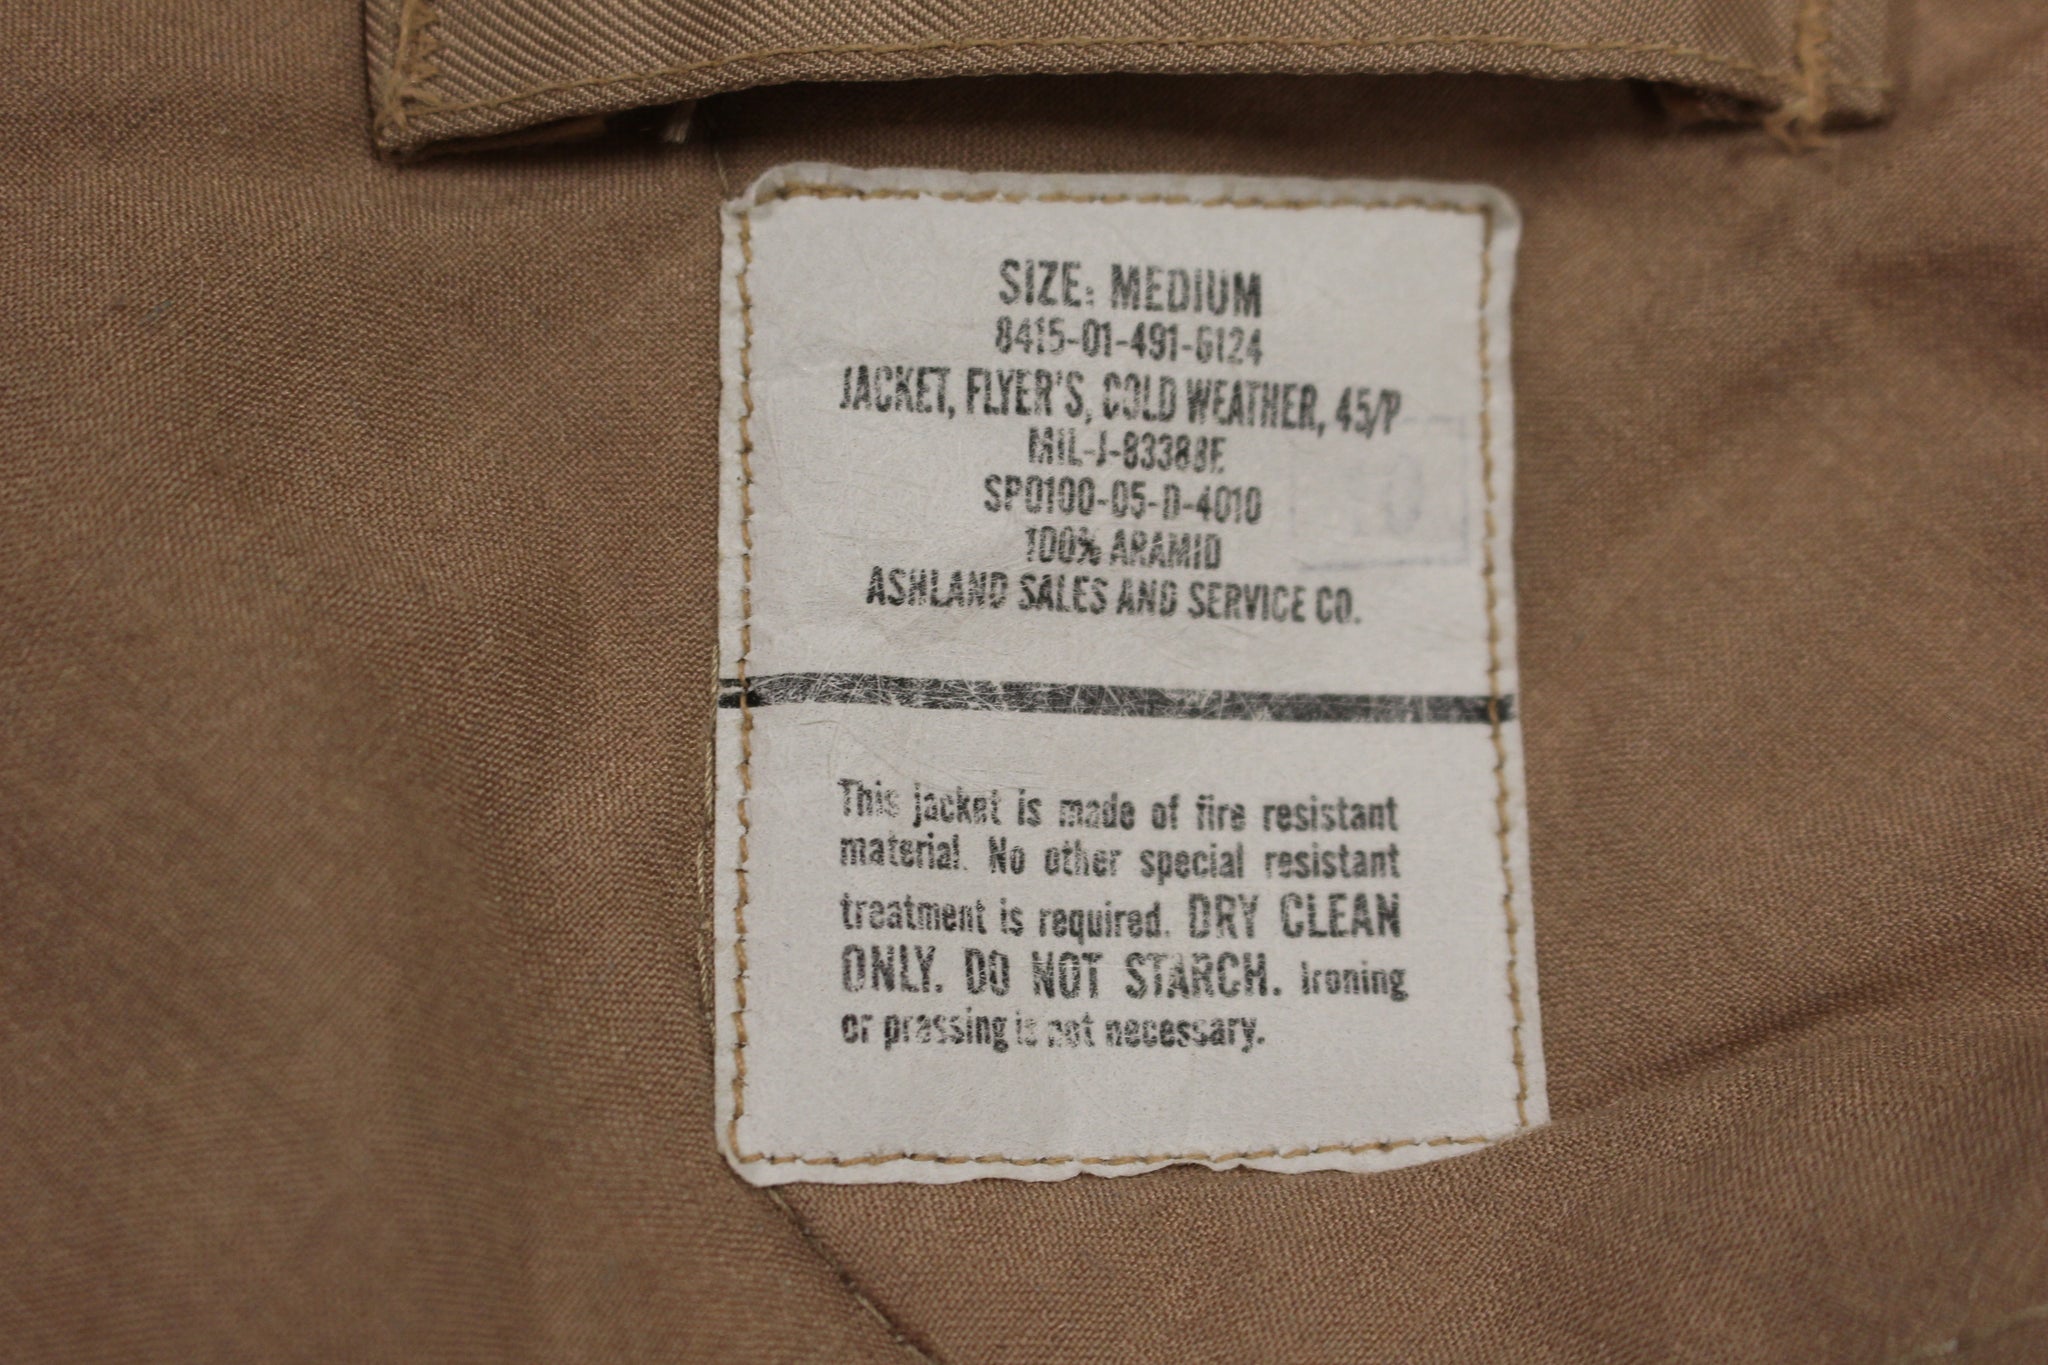 SIZE: MEDIUM
8415-01-491-6124
JACKET, FLYER'S, COLD WEATHER, 45/P
MIL-J-83388E
SP0100-05-D-4010
100% ARAMID
ASHLAND SALES AND SERVICE CO.
This jacket is made of fire resistant
material. No other special resistant
treatment is required. DRY CLEAN
ONLY. DO NOT STARCH. Ironing
or pressing is not necessary.